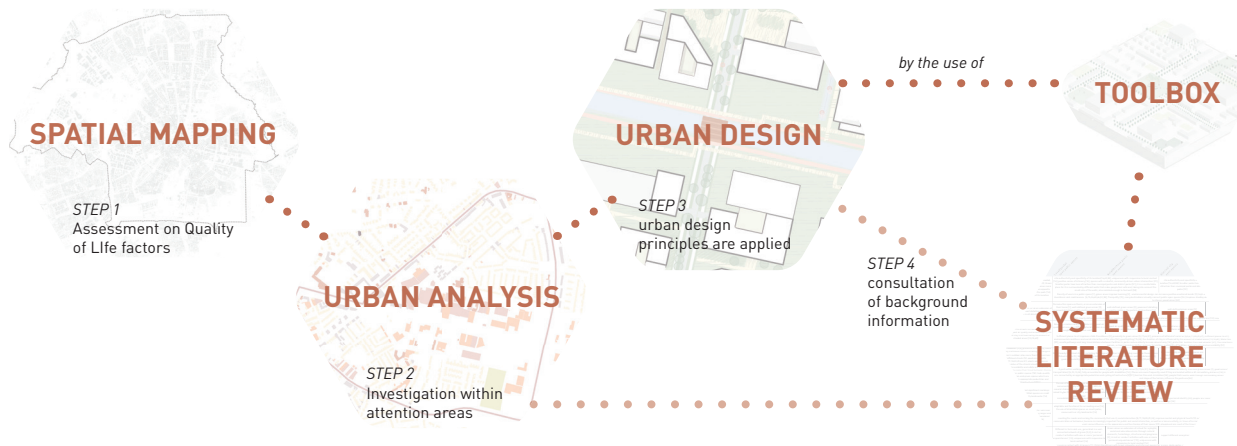 SPATIAL MAPPING
STEP 1
Assessment on Quality
of LIfe factors
URBAN ANALYSIS
STEP 2
Investigation within
attention areas
URBAN DESIGN
STEP 3
urban design
principles are applied
by the use of
TOOLBOX
STEP 4
consultation
of background
information
SYSTEMATIC
LITERATURE
REVIEW